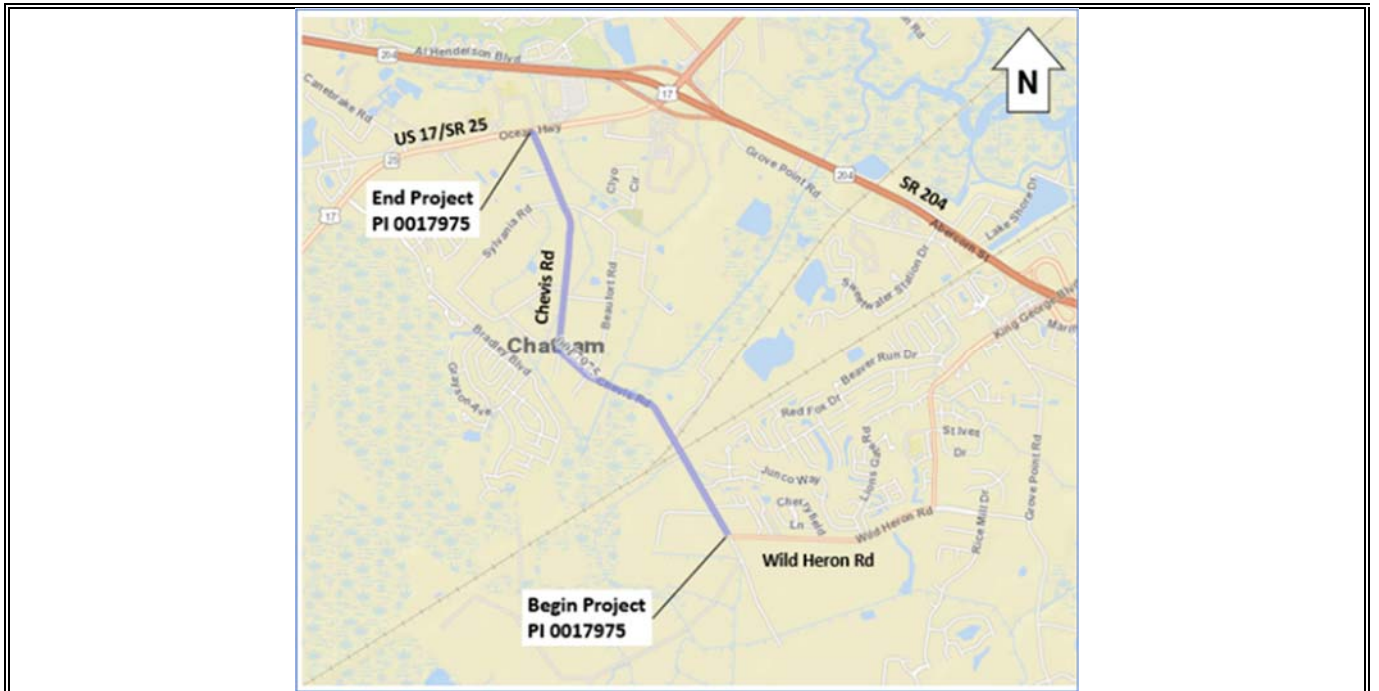 Rd
204
Al Hendelson Blvd
N
Canebrake Rd
17
US 17/SR 25
Ocean Hwy
25
Grove Point Rd
204
Clyo
Cir
SR 204
Lake Shore Dr
End Project
PI 0017975
17
Sylvania Rd
Abercorn St
Sweetwater Station Dr
Chevis Rd
Beaufort Rd
King George Blvd
Bradley Blvd
Chatham
Beaver Run Dr
Grayson Ave
Chevis Rd
Red Fox Dr
St Ives
Dr
Lions Gate Rd
Grove Point Rd
Junco Way
Cherryfield
Ln
Rice Mill Dr
Wild Heron Rd
Wild Heron Rd
Begin Project
PI 0017975